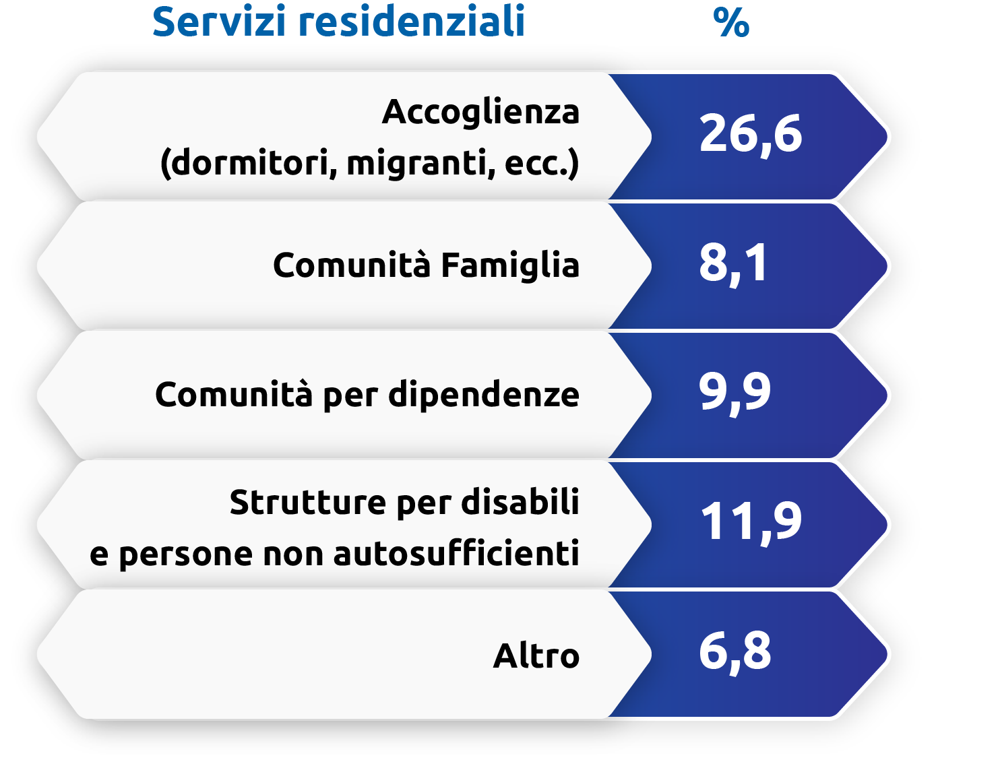 Servizi residenziali %
Accoglienza
(dormitori, migranti, ecc.)
26,6
Comunità Famiglia
8,1
Comunità per dipendenze
9,9
Strutture per disabili
e persone non autosufficienti
11,9
Altro
6,8